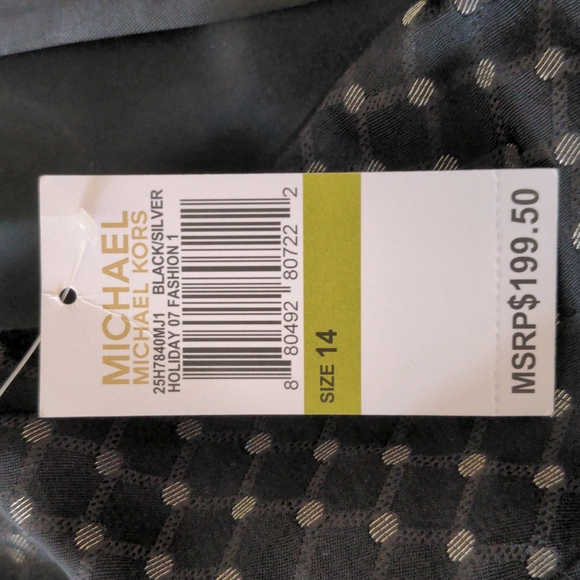 MICHAEL
MICHAEL KORS
25H7840MJ1 BLACK/SILVER
HOLIDAY 07 FASHION 1
8 80492 80722 2
SIZE 14
MSRP$199.50